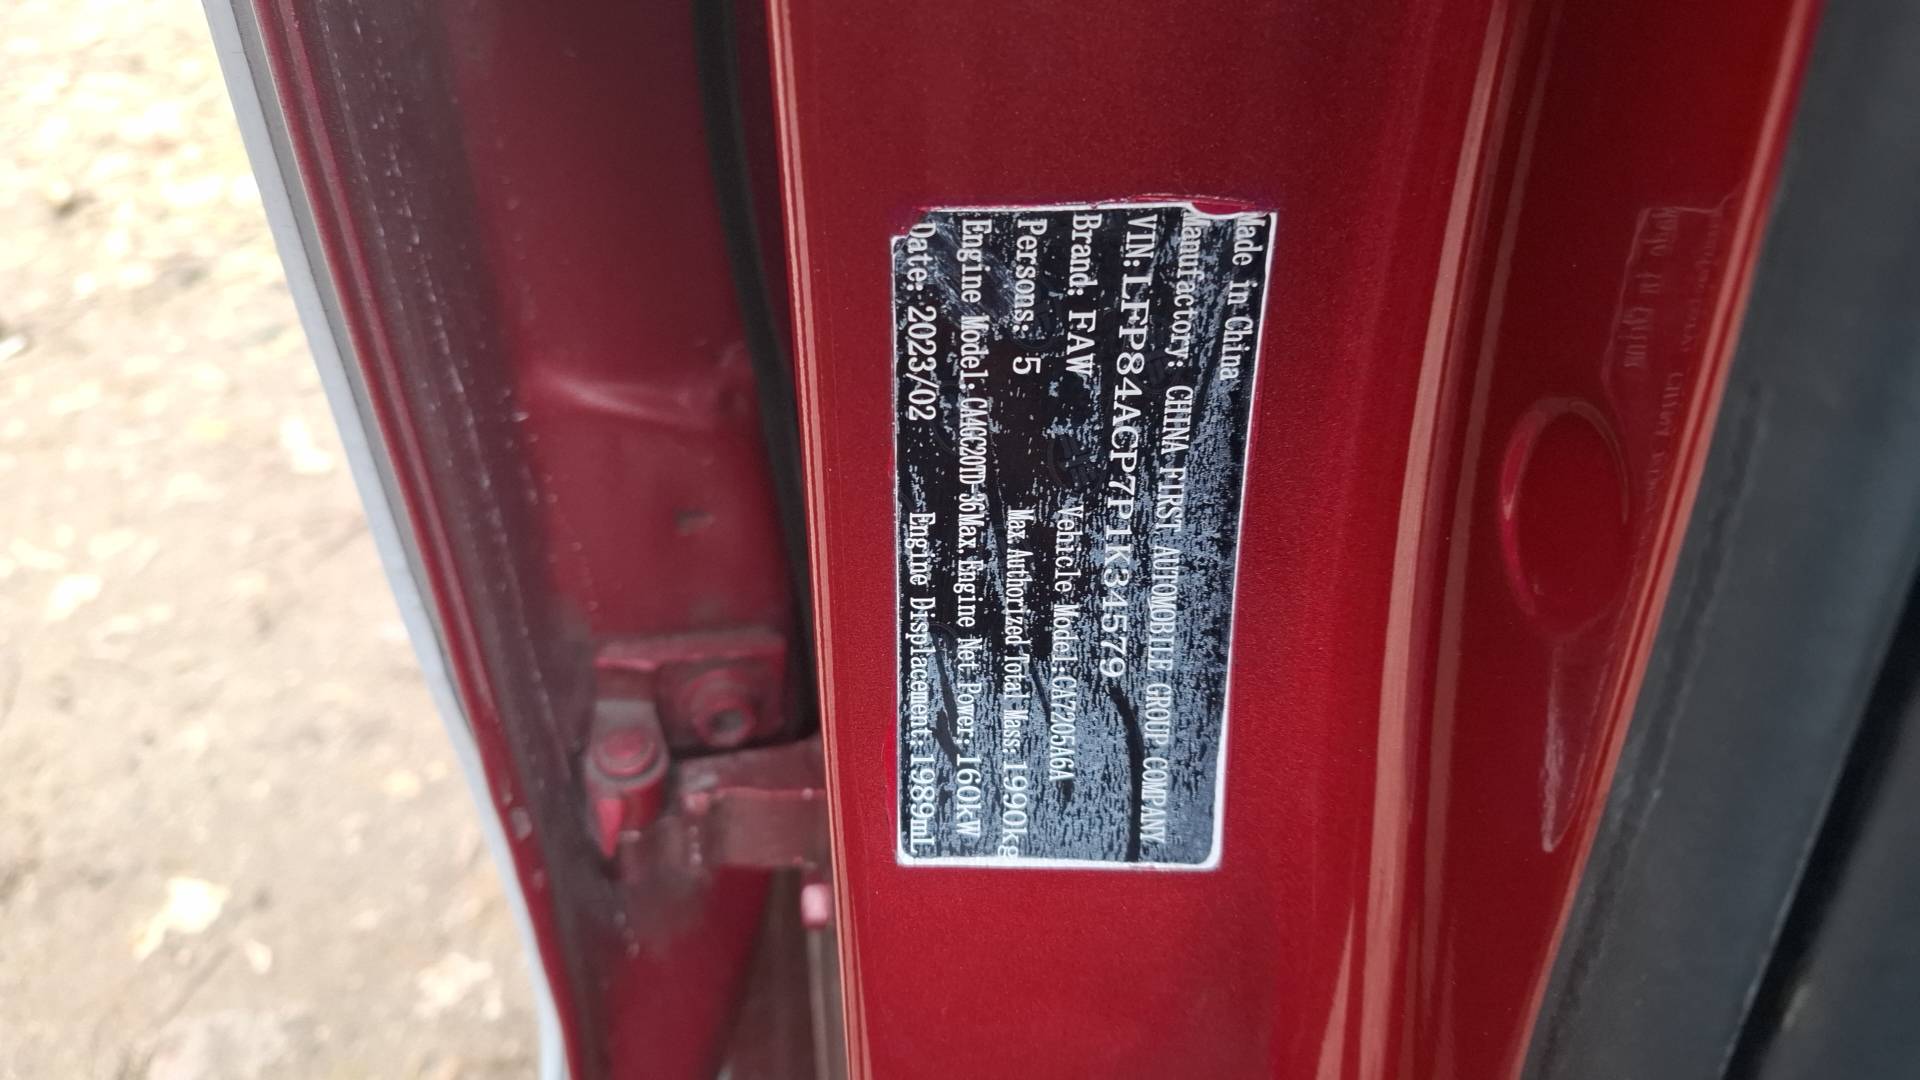 Made in China
Manufactory: CHINA FIRST AUTOMOBILE GROUP COMPANY
VIN: LFP84ACP7P1K34579
Brand: FAW Vehicle Model: CA7205A6A
Persons: 5 Max Authorized Total Mass: 1990kg
Engine Model: CA4GC20TD-36 Max Engine Net Power: 160kW
Date: 2023/02 Engine Displacement: 1989mL